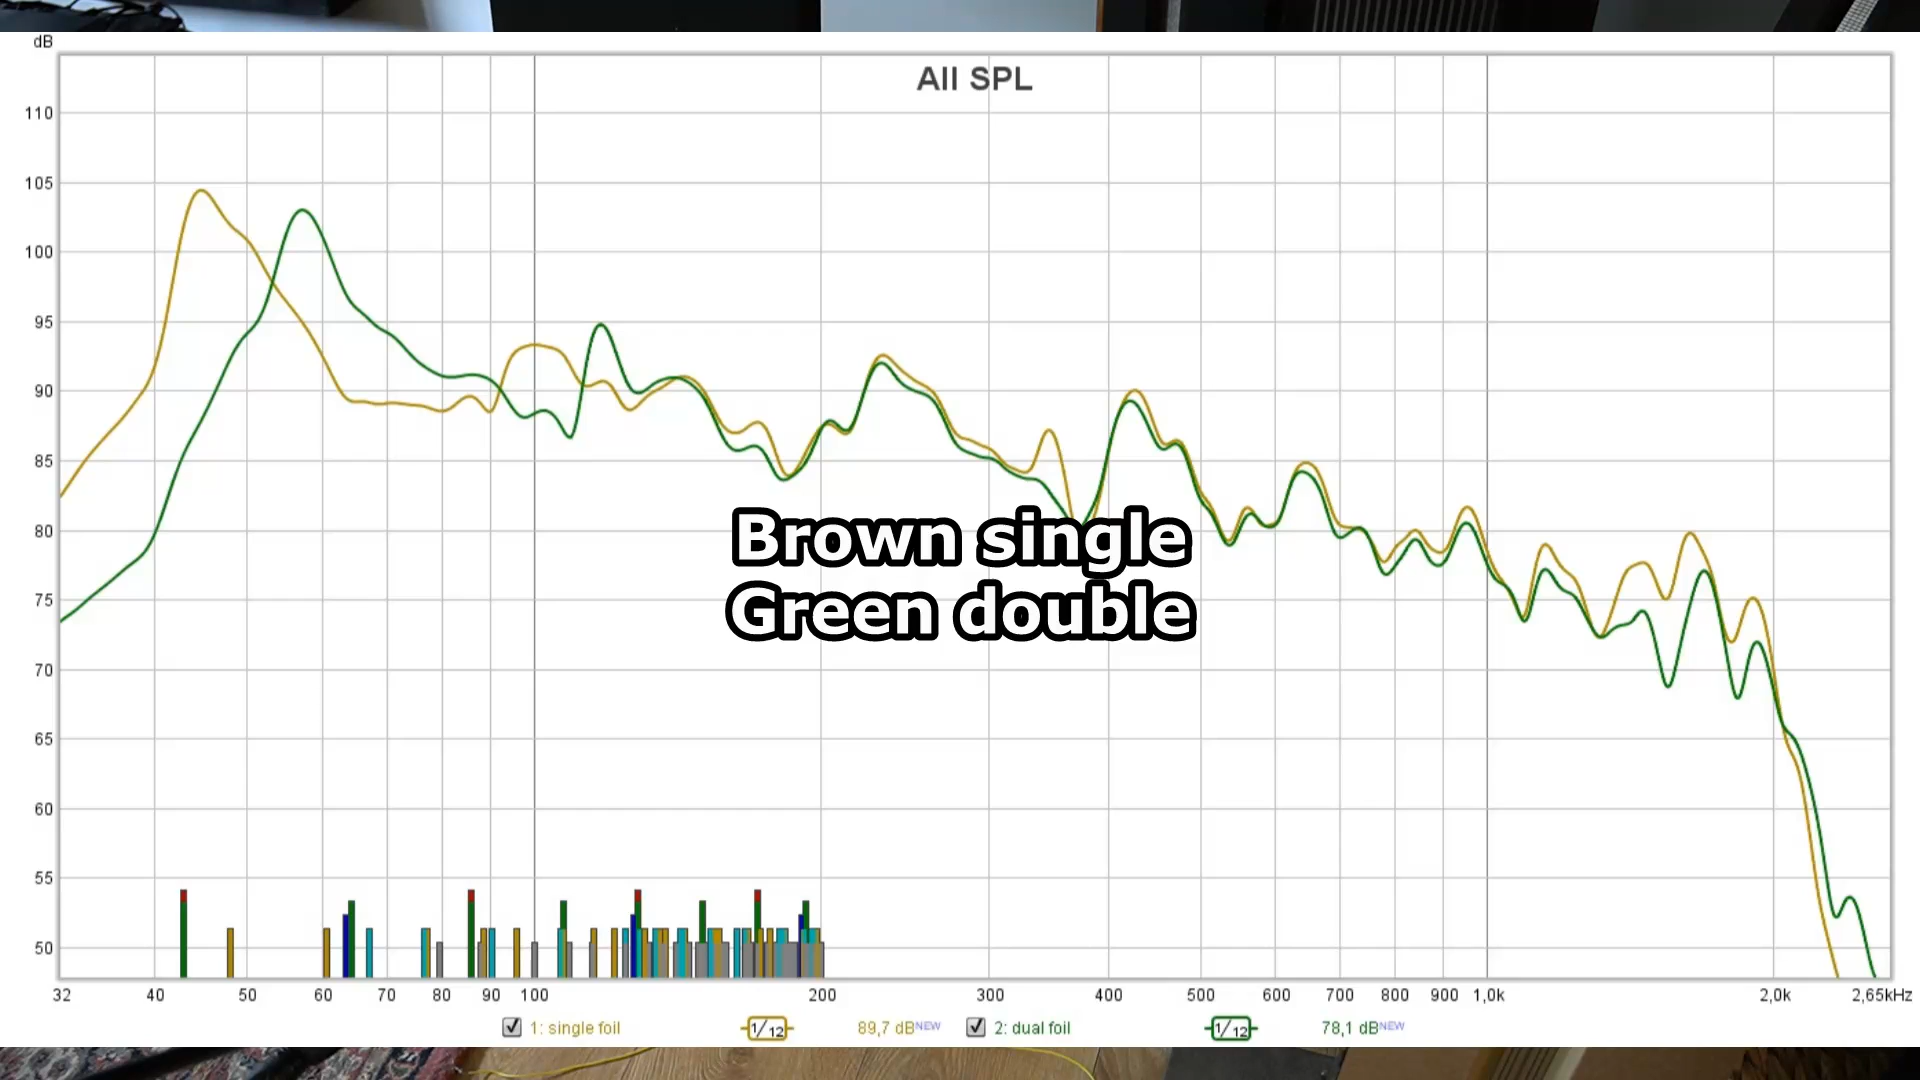 dB
All SPL
110
105
100
95
90
85
80
75
70
65
60
55
50
Brown single
Green double
32 40 50 60 70 80 90 100 200 300 400 500 600 700 800 900 1,0k 2,0k 2,65kHz
1: single foil 1/12 89,7 dB NEW 2: dual foil 1/12 78,1 dB NEW